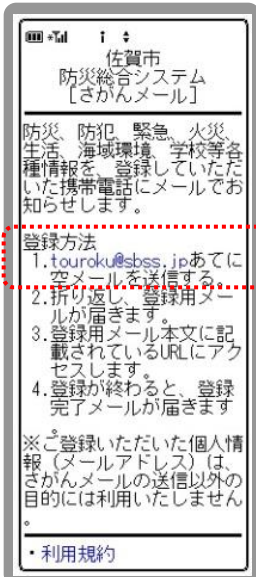 佐賀市
防災総合システム
[さがんメール]
防災、防犯、緊急、火災、
生活、海域環境、学校等各
種情報を、登録していただ
いた携帯電話にメールでお
知らせします。
登録方法
1.touroku@sbss.jpあてに
空メールを送信する。
2.折り返し、登録用メー
ルが届きます。
3.登録用メール本文に記
載されているURLにアク
セスします。
4.登録が終わると、登録
完了メールが届きます
。
※ご登録いただいた個人情
報（メールアドレス）は、
さがんメールの送信以外の
目的には利用いたしません
。
・利用規約